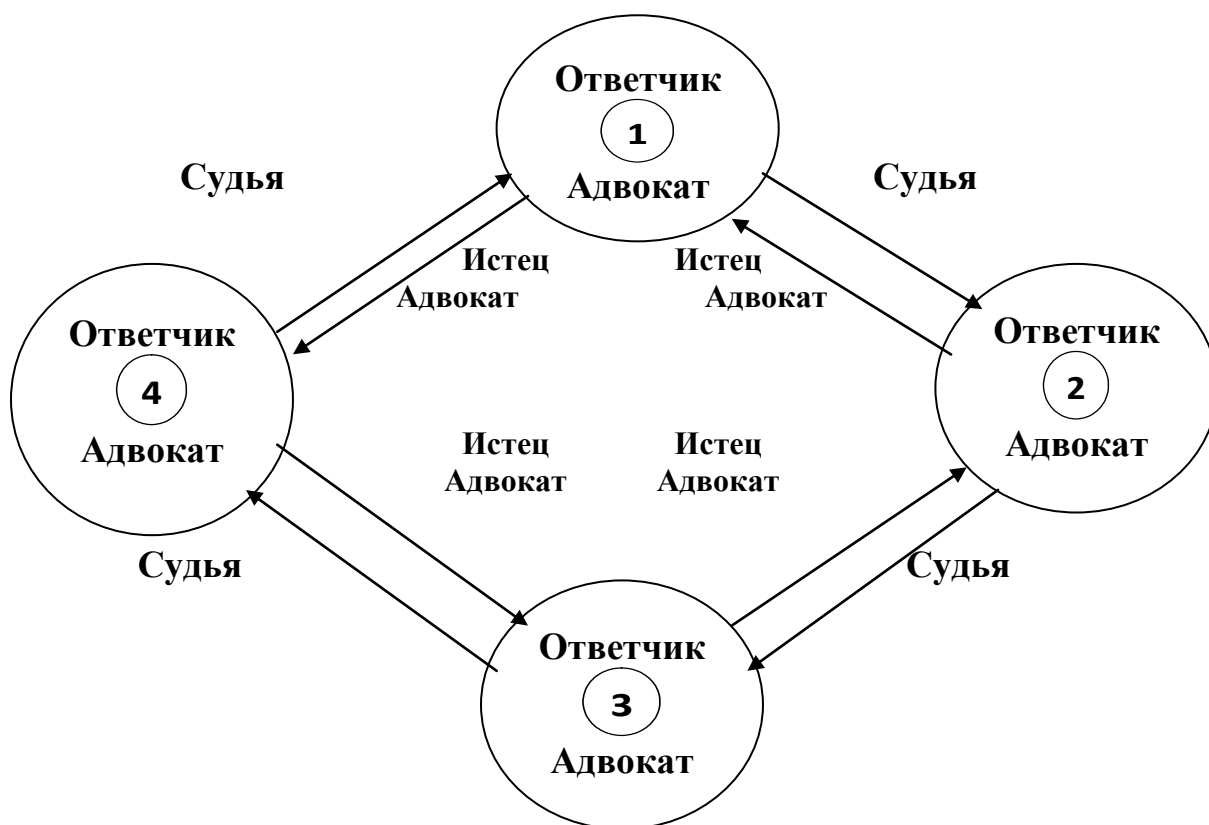 Ответчик
1
Адвокат
Судья
Судья
Истец
Адвокат
Истец
Адвокат
Ответчик
4
Адвокат
Ответчик
2
Адвокат
Истец
Адвокат
Истец
Адвокат
Судья
Судья
Ответчик
3
Адвокат